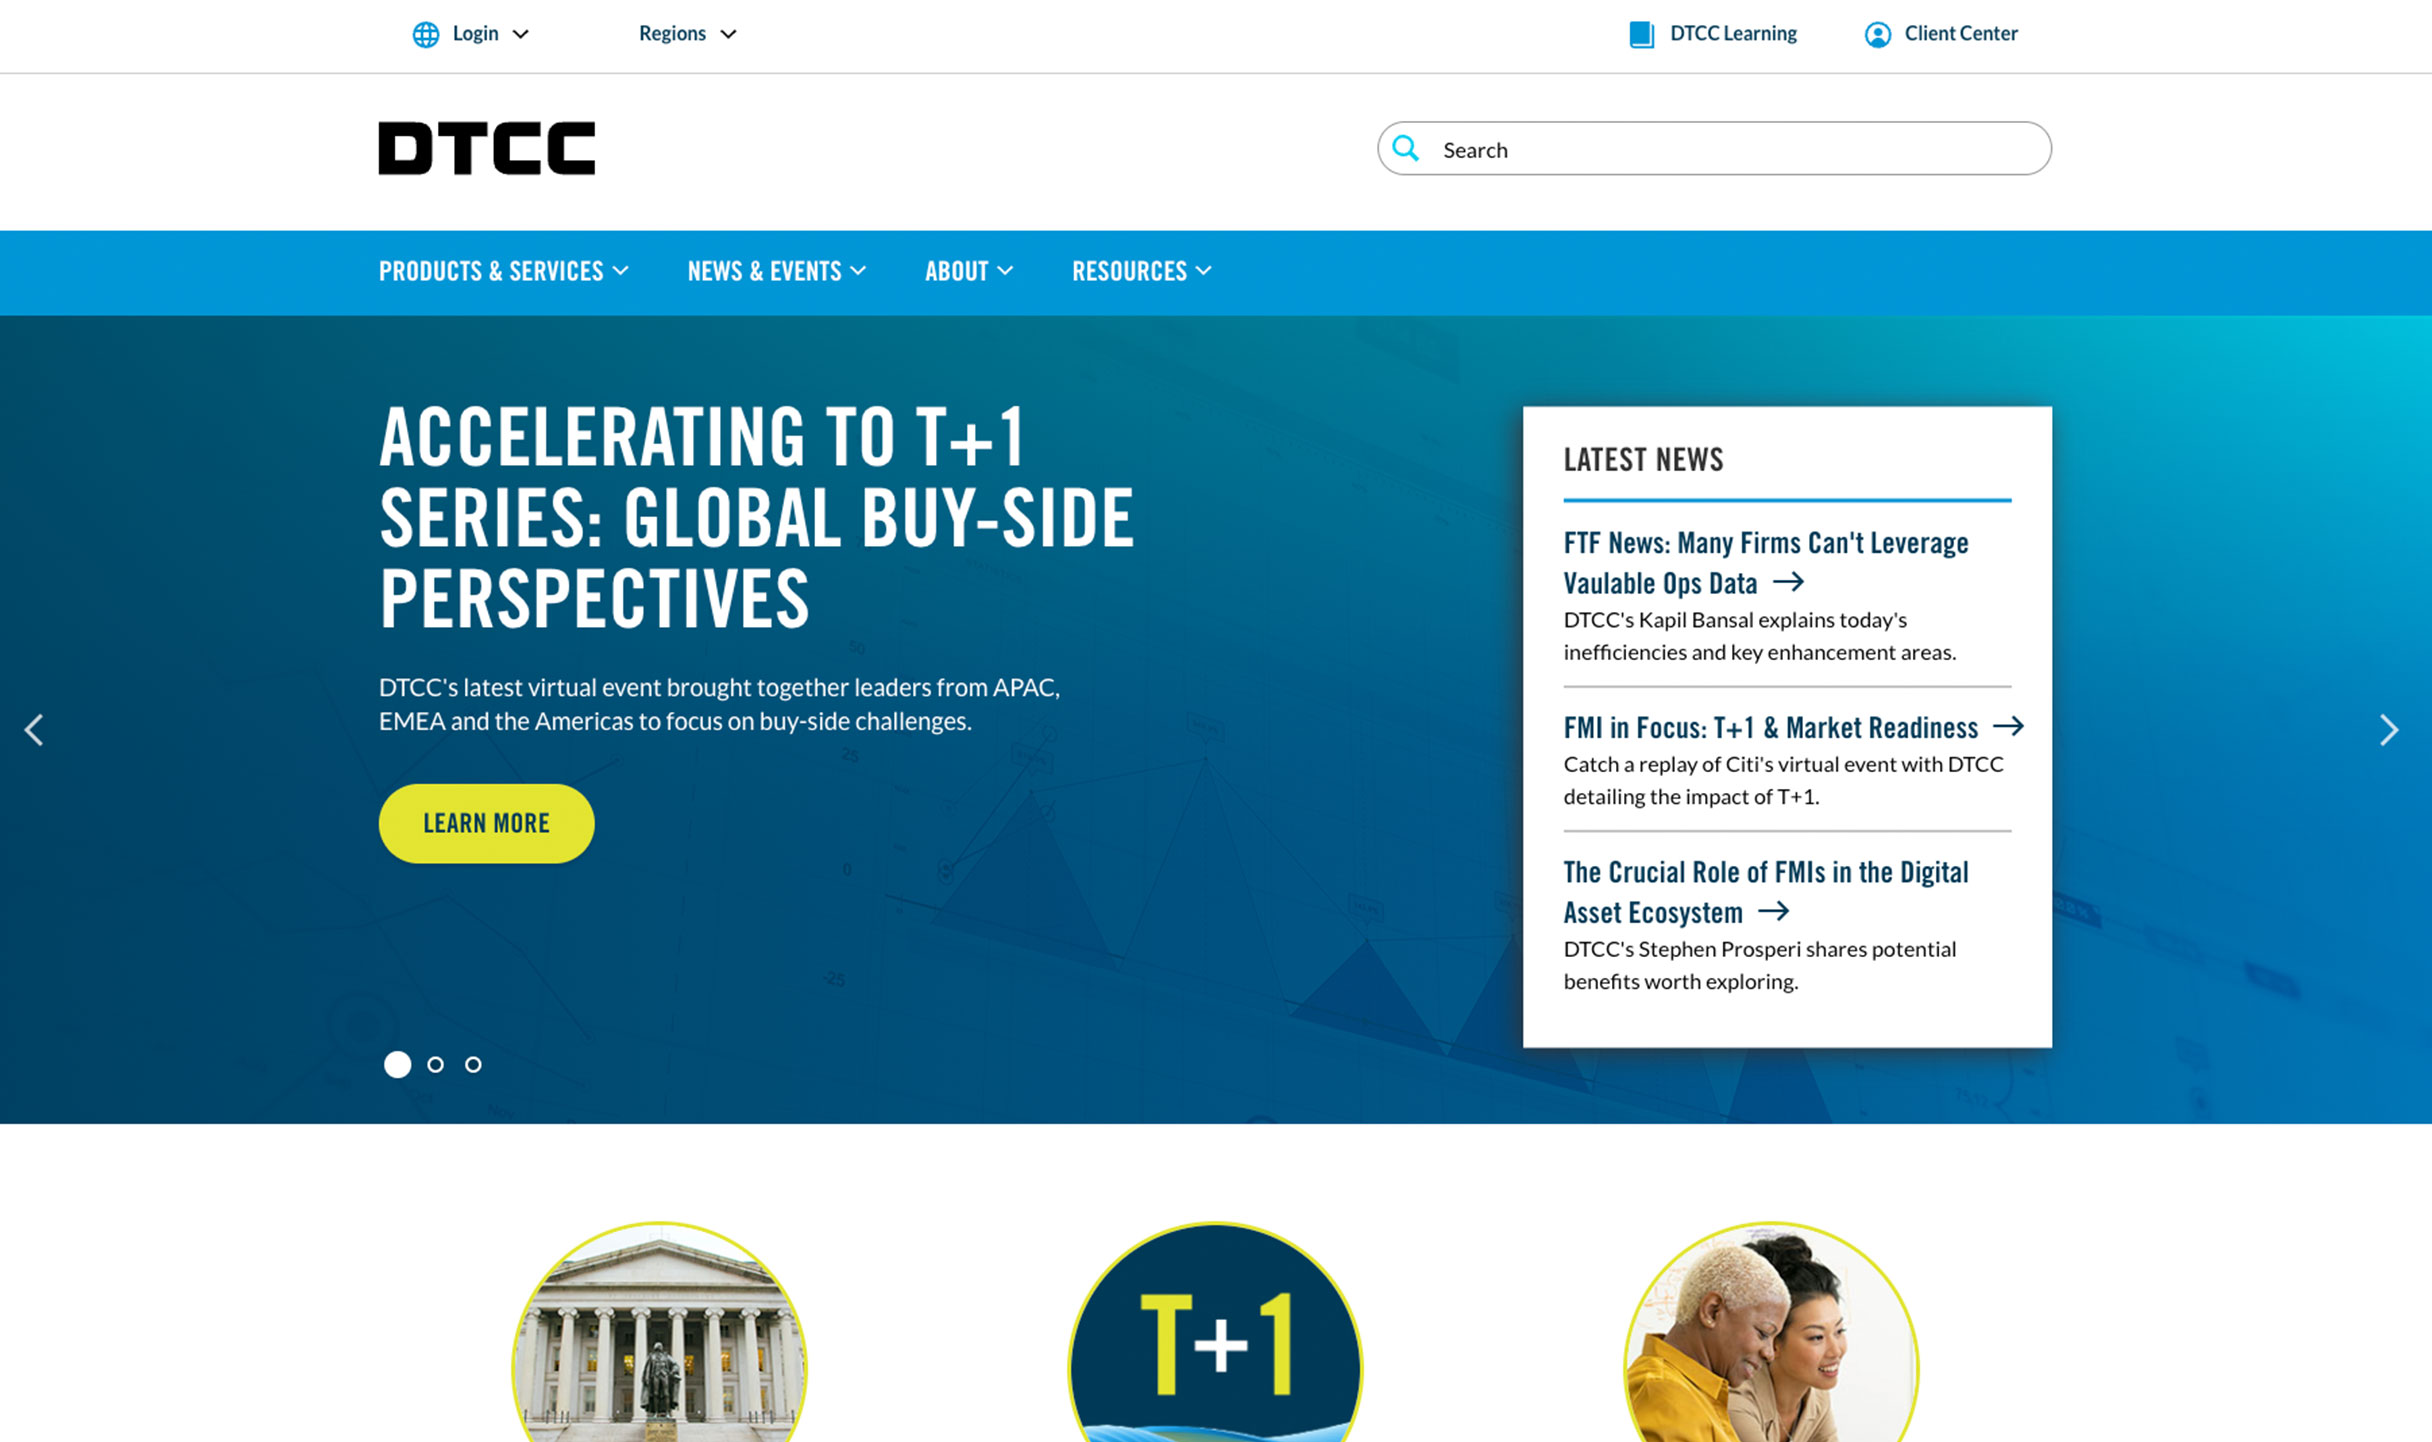 Login
Regions
DTCC Learning
Client Center
DTCC
Search
PRODUCTS & SERVICES
NEWS & EVENTS
ABOUT
RESOURCES
ACCELERATING TO T+1
SERIES: GLOBAL BUY-SIDE
PERSPECTIVES
DTCC's latest virtual event brought together leaders from APAC,
EMEA and the Americas to focus on buy-side challenges.
LEARN MORE
50
25
0
-25
LATEST NEWS
FTF News: Many Firms Can't Leverage
Vaulable Ops Data
DTCC's Kapil Bansal explains today's
inefficiencies and key enhancement areas.
FMI in Focus: T+1 & Market Readiness
Catch a replay of Citi's virtual event with DTCC
detailing the impact of T+1.
The Crucial Role of FMIs in the Digital
Asset Ecosystem
DTCC's Stephen Prosperi shares potential
benefits worth exploring.
T+1